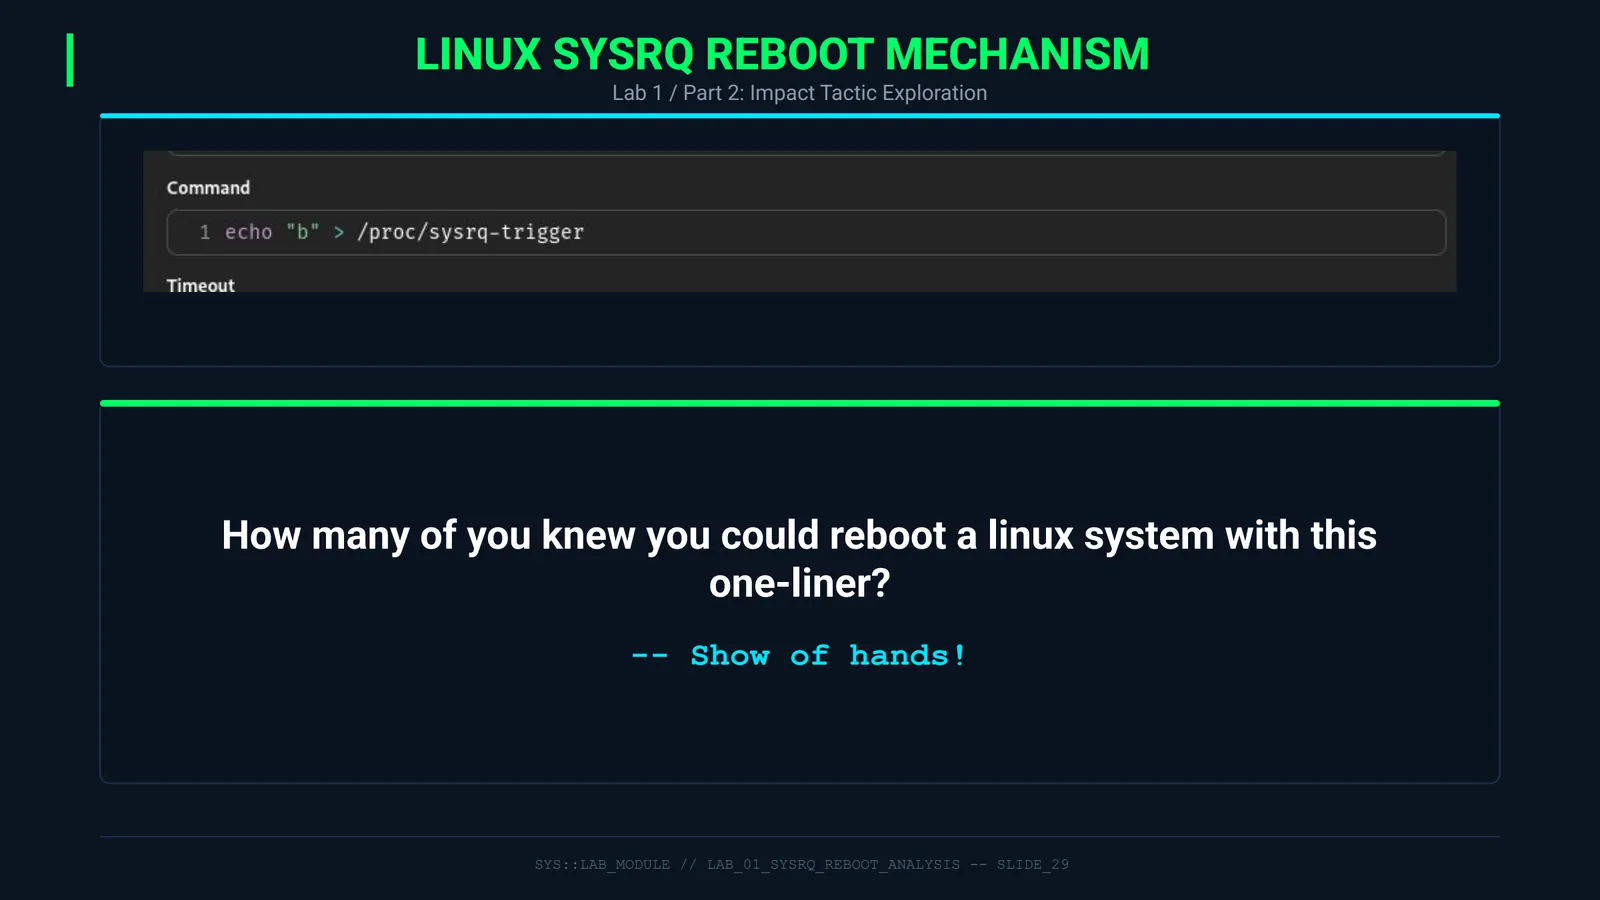 LINUX SYSRQ REBOOT MECHANISM
Lab 1 / Part 2: Impact Tactic Exploration
Command
1 echo "b" > /proc/sysrq-trigger
Timeout
How many of you knew you could reboot a linux system with this
one-liner?
-- Show of hands!
SYS::LAB_MODULE // LAB_01_SYSRQ_REBOOT_ANALYSIS -- SLIDE_29